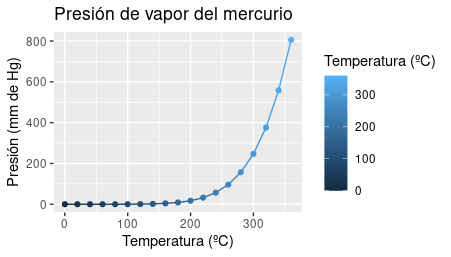 Presión de vapor del mercurio
Presión (mm de Hg)
800
600
400
200
0
0 100 200 300
Temperatura (ºC)
Temperatura (ºC)
300
200
100
0